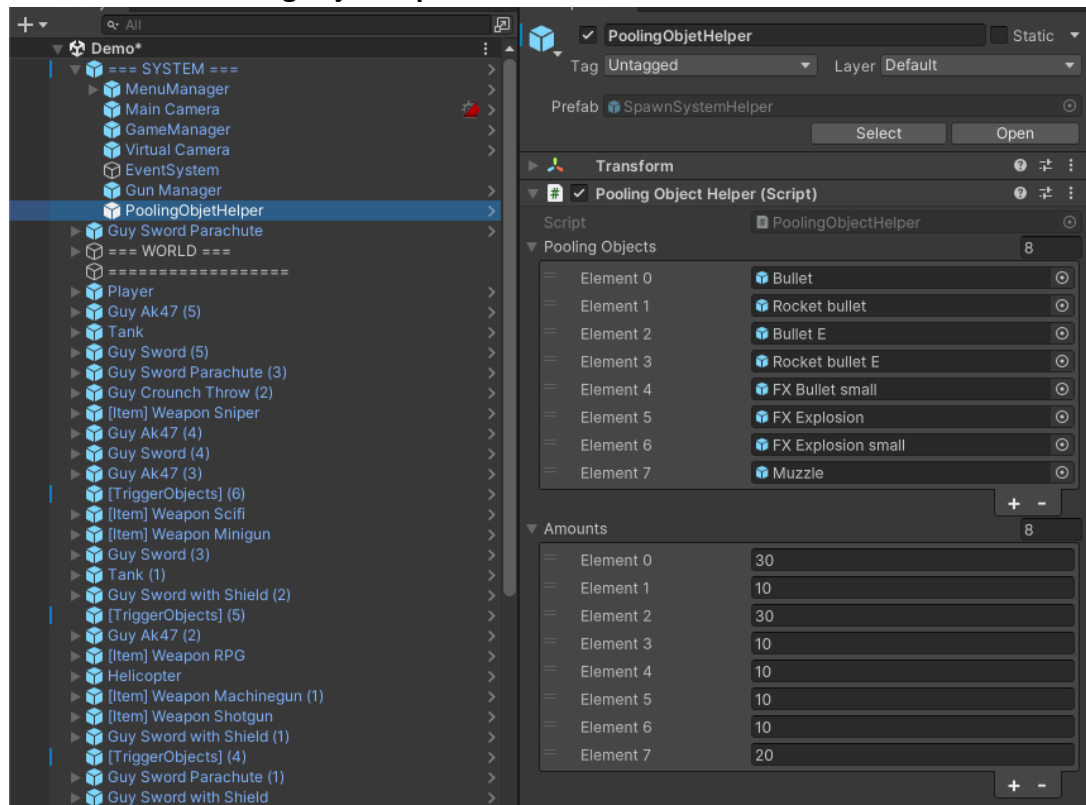 All
Demo*
=== SYSTEM ===
MenuManager
Main Camera
GameManager
Virtual Camera
EventSystem
Gun Manager
PoolingObjetHelper
Guy Sword Parachute
=== WORLD ===
==================
Player
Guy Ak47 (5)
Tank
Guy Sword (5)
Guy Sword Parachute (3)
Guy Crounch Throw (2)
[Item] Weapon Sniper
Guy Ak47 (4)
Guy Sword (4)
Guy Ak47 (3)
[TriggerObjects] (6)
[Item] Weapon Scifi
[Item] Weapon Minigun
Guy Sword (3)
Tank (1)
Guy Sword with Shield (2)
[TriggerObjects] (5)
Guy Ak47 (2)
[Item] Weapon RPG
Helicopter
[Item] Weapon Machinegun (1)
[Item] Weapon Shotgun
Guy Sword with Shield (1)
[TriggerObjects] (4)
Guy Sword Parachute (1)
Guy Sword with Shield
PoolingObjetHelper Static
Tag Untagged Layer Default
Prefab SpawnSystemHelper
Select Open
Transform
# Pooling Object Helper (Script)
Script PoolingObjectHelper
Pooling Objects 8
Element 0 Bullet
Element 1 Rocket bullet
Element 2 Bullet E
Element 3 Rocket bullet E
Element 4 FX Bullet small
Element 5 FX Explosion
Element 6 FX Explosion small
Element 7 Muzzle
+ -
Amounts 8
Element 0 30
Element 1 10
Element 2 30
Element 3 10
Element 4 10
Element 5 10
Element 6 10
Element 7 20
+ -